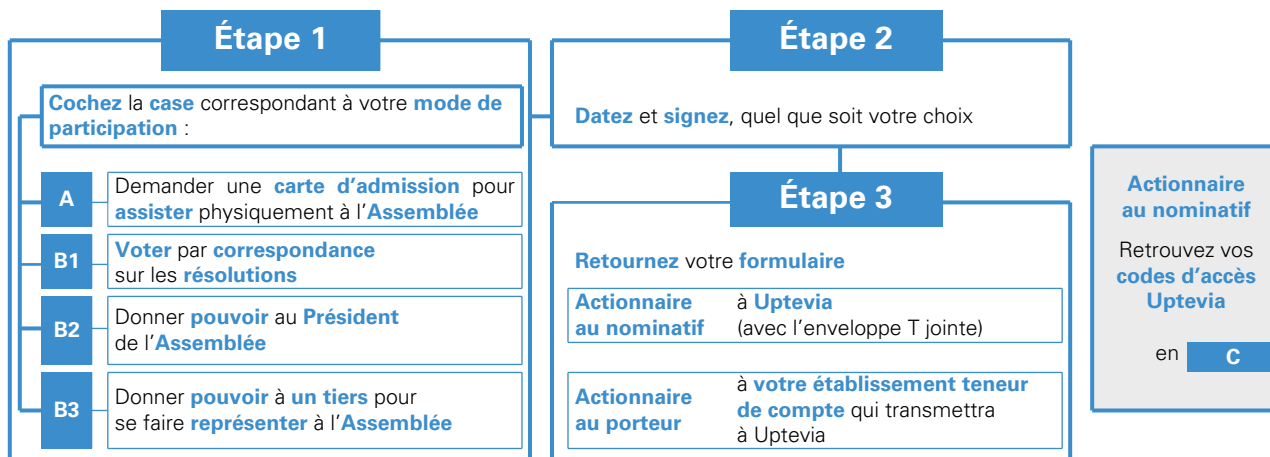 Étape 1
Cochez la case correspondant à votre mode de
participation :
A
Demander une carte d’admission pour
assister physiquement à l’Assemblée
B1
Voter par correspondance
sur les résolutions
B2
Donner pouvoir au Président
de l’Assemblée
B3
Donner pouvoir à un tiers pour
se faire représenter à l’Assemblée
Étape 2
Datez et signez, quel que soit votre choix
Étape 3
Retournez votre formulaire
Actionnaire
au nominatif
à Uptevia
(avec l’enveloppe T jointe)
Actionnaire
au porteur
à votre établissement teneur
de compte qui transmettra
à Uptevia
Actionnaire
au nominatif
Retrouvez vos
codes d’accès
Uptevia
en C